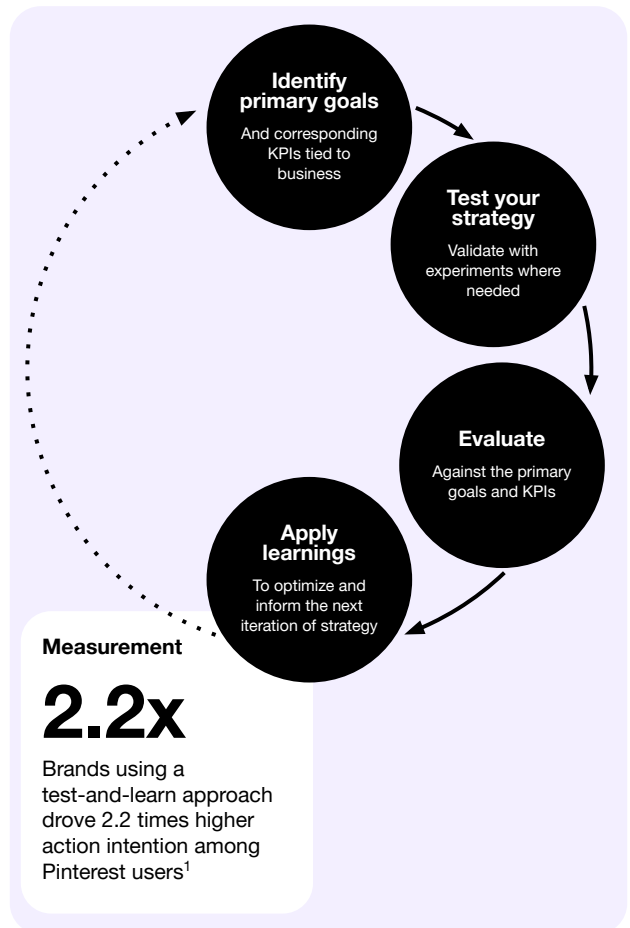 Identify
primary goals
And corresponding
KPIs tied to
business
Test your
strategy
Validate with
experiments where
needed
Evaluate
Against the primary
goals and KPIs
Apply
learnings
To optimize and
inform the next
iteration of strategy
Measurement
2.2x
Brands using a
test-and-learn approach
drove 2.2 times higher
action intention among
Pinterest users¹